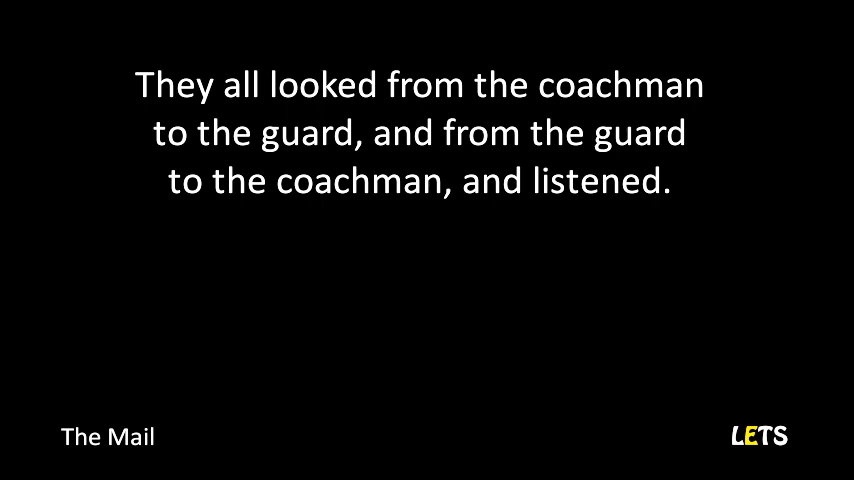 They all looked from the coachman
to the guard, and from the guard
to the coachman, and listened.
The Mail
LETS